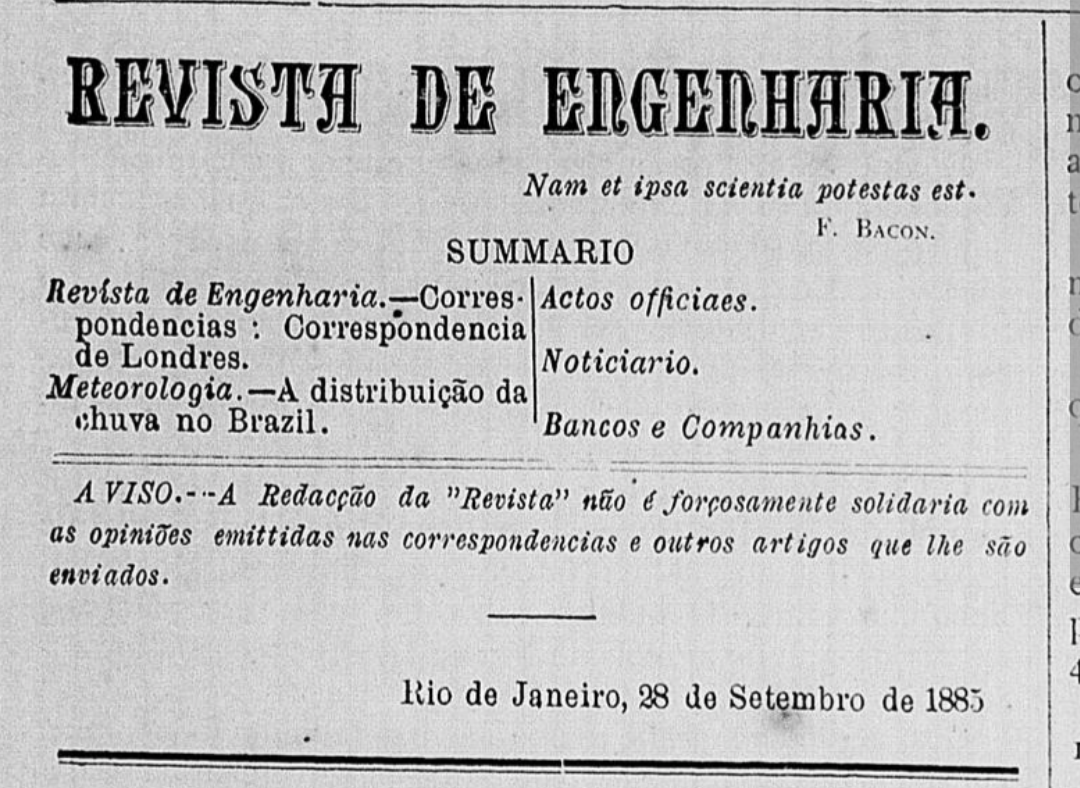 REVISTA DE ENGENHARIA.
Nam et ipsa scientia potestas est.
F. BACON.
SUMMARIO
Revista de Engenharia.—Corres-
pondencias : Correspondencia
de Londres.
Meteorologia.—A distribuição da
chuva no Brazil.
Actos officiaes.
Noticiario.
Bancos e Companhias.
AVISO.--A Redacção da "Revista" não é forçosamente solidaria com
as opiniões emittidas nas correspondencias e outros artigos que lhe são
enviados.
Rio de Janeiro, 28 de Setembro de 1885